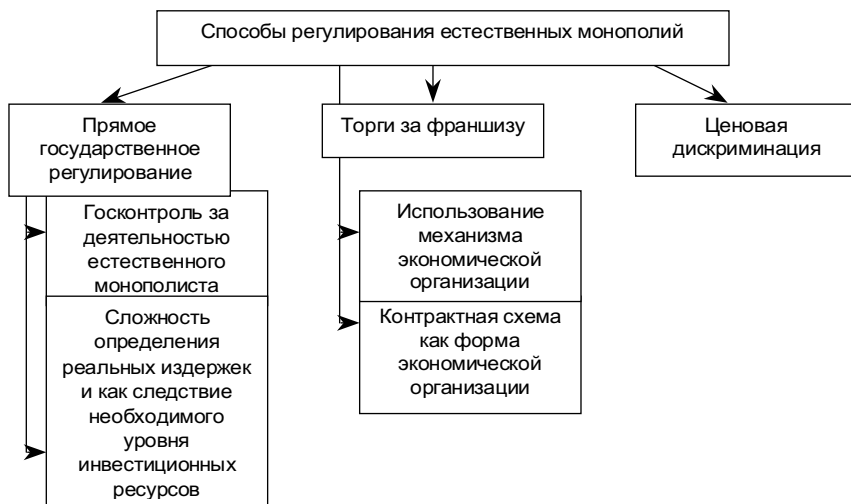 Способы регулирования естественных монополий
Прямое
государственное
регулирование
Торги за франшизу
Ценовая
дискриминация
Госконтроль за
деятельностью
естественного
монополиста
Использование
механизма
экономической
организации
Сложность
определения
реальных издержек
и как следствие
необходимого
уровня
инвестиционных
ресурсов
Контрактная схема
как форма
экономической
организации